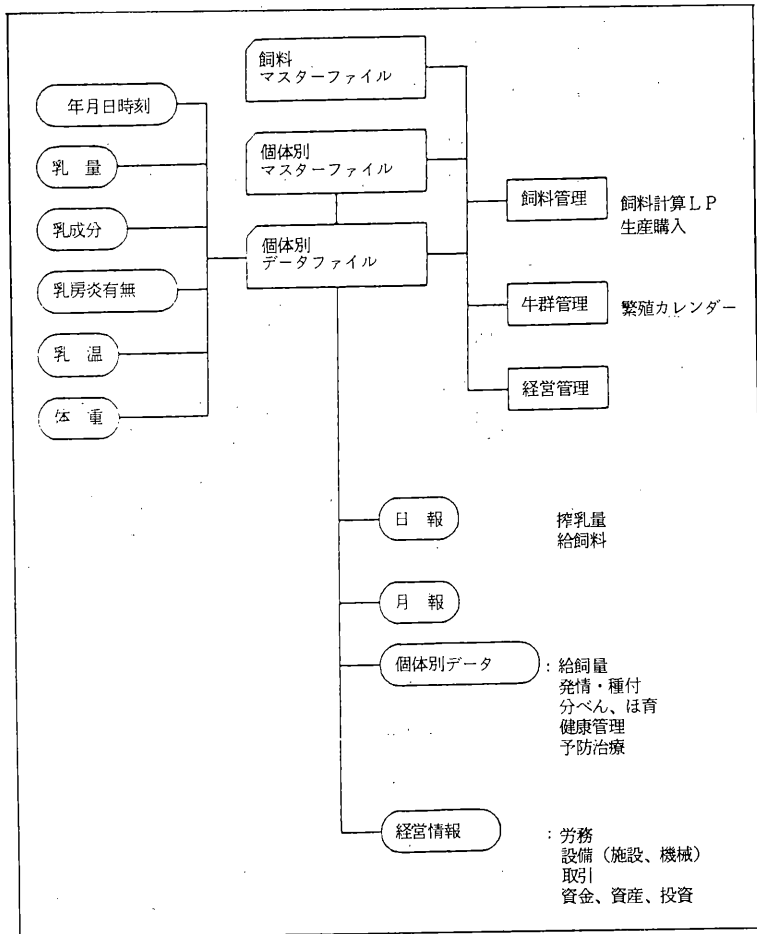 飼料
マスターファイル
個体別
マスターファイル
個体別
データファイル
年月日時刻
乳 量
乳成分
乳房炎有無
乳 温
体 重
飼料管理
飼料計算LP
生産購入
牛群管理
繁殖カレンダー
経営管理
日 報
搾乳量
給飼料
月 報
個体別データ
:給飼量
発情・種付
分べん、ほ育
健康管理
予防治療
経営情報
:労務
設備(施設、機械)
取引
資金、資産、投資